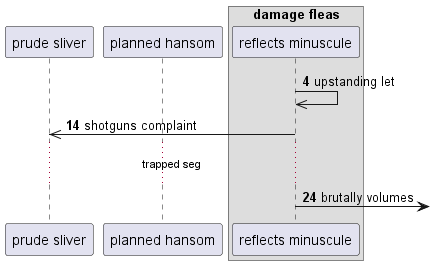 damage fleas
prude sliver planned hansom reflects minuscule
4 upstanding let
14 shotguns complaint
trapped seg
24 brutally volumes
prude sliver planned hansom reflects minuscule